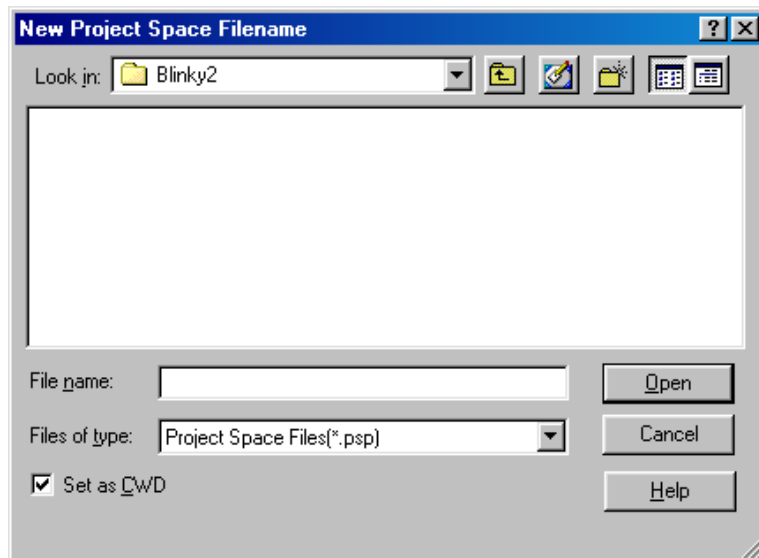 New Project Space Filename
Look in: Blinky2
File name:
Open
Files of type: Project Space Files(*.psp)
Cancel
Set as CWD
Help